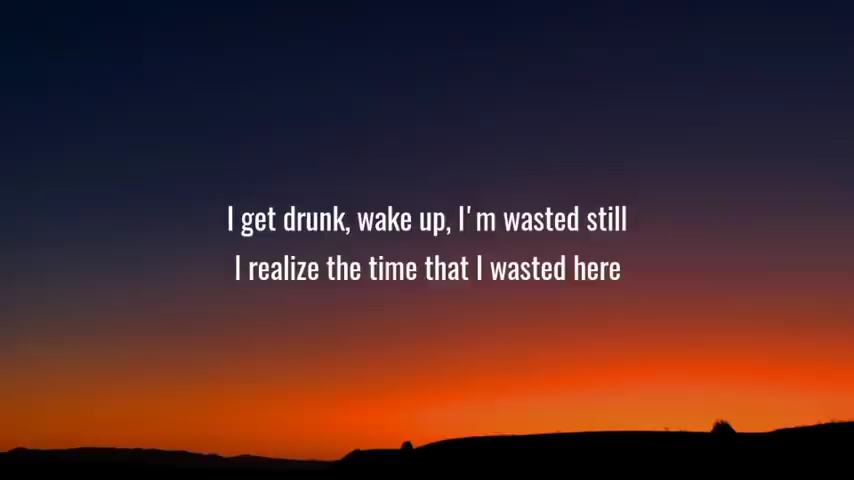 I get drunk, wake up, I'm wasted still
I realize the time that I wasted here